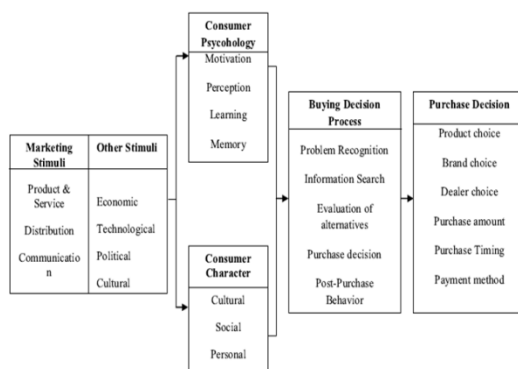 Consumer
Psycohology
Motivation
Perception
Learning
Memory
Marketing
Stimuli
Product &
Service
Distribution
Communicatio
n
Other Stimuli
Economic
Technological
Political
Cultural
Consumer
Character
Cultural
Social
Personal
Buying Decision
Process
Problem Recognition
Information Search
Evaluation of
alternatives
Purchase decision
Post-Purchase
Behavior
Purchase Decision
Product choice
Brand choice
Dealer choice
Purchase amount
Purchase Timing
Payment method